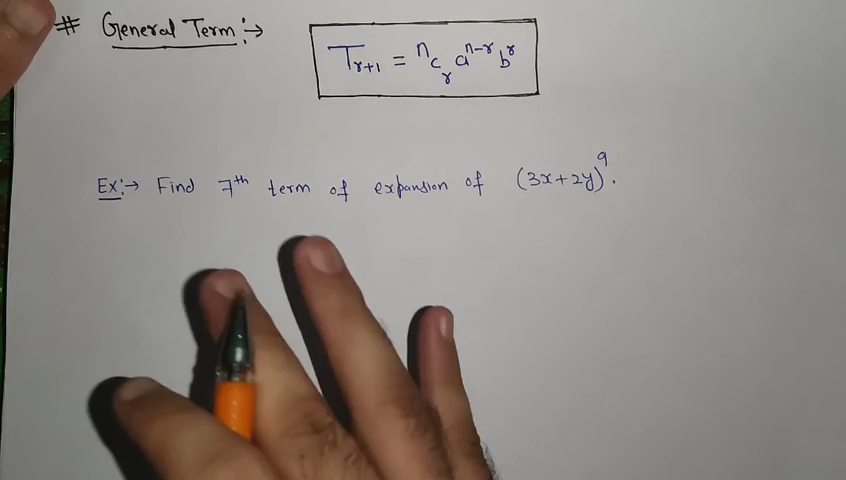 # General Term :→
Tᵣ₊₁ = ⁿCᵣ aⁿ⁻ʳ bʳ
Ex :→ Find 7ᵗʰ term of expansion of (3x+2y)⁹.